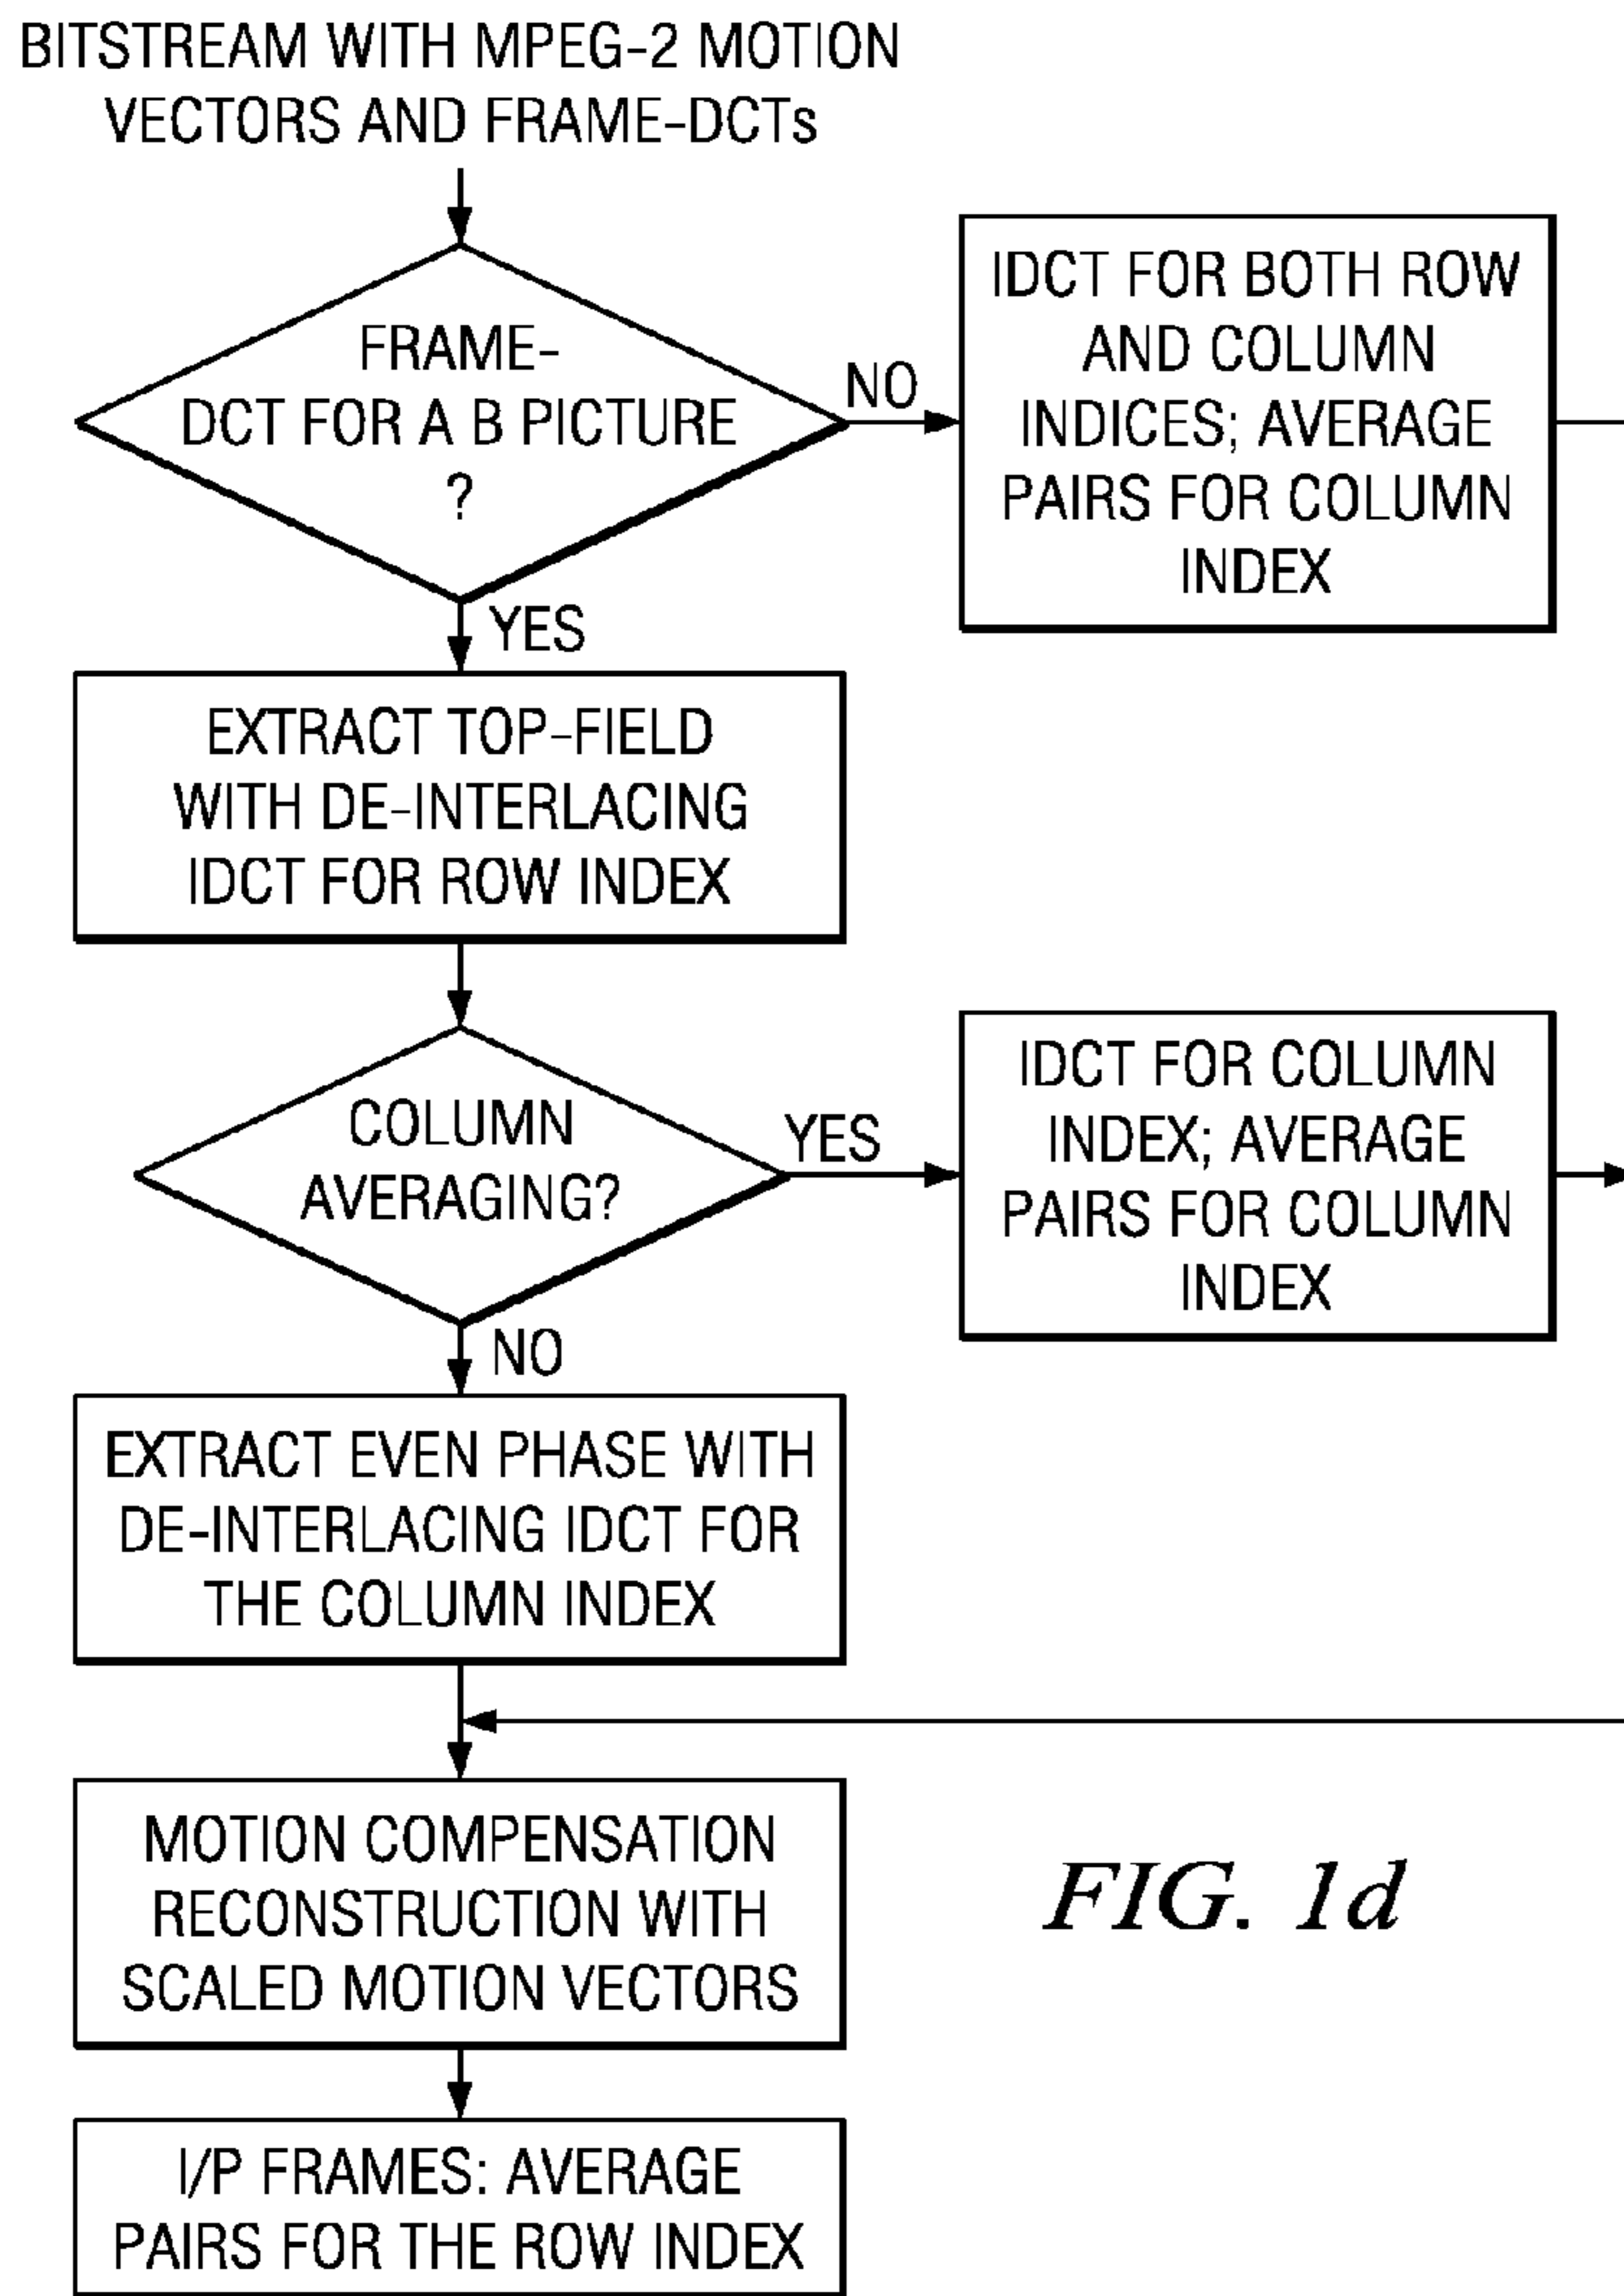 BITSTREAM WITH MPEG-2 MOTION
VECTORS AND FRAME-DCTs
FRAME-
DCT FOR A B PICTURE
?
NO
IDCT FOR BOTH ROW
AND COLUMN
INDICES; AVERAGE
PAIRS FOR COLUMN
INDEX
YES
EXTRACT TOP-FIELD
WITH DE-INTERLACING
IDCT FOR ROW INDEX
COLUMN
AVERAGING?
YES
IDCT FOR COLUMN
INDEX; AVERAGE
PAIRS FOR COLUMN
INDEX
NO
EXTRACT EVEN PHASE WITH
DE-INTERLACING IDCT FOR
THE COLUMN INDEX
MOTION COMPENSATION
RECONSTRUCTION WITH
SCALED MOTION VECTORS
FIG. 1d
I/P FRAMES: AVERAGE
PAIRS FOR THE ROW INDEX